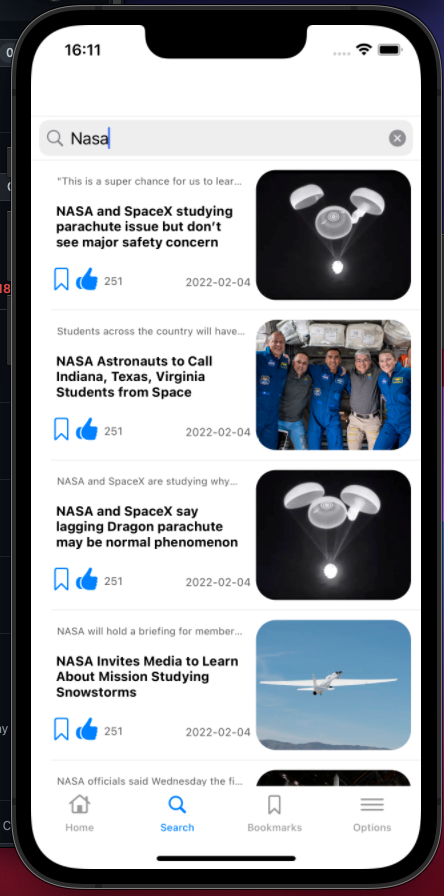 16:11
Nasa
"This is a super chance for us to lear...
NASA and SpaceX studying
parachute issue but don't
see major safety concern
251
2022-02-04
Students across the country will have...
NASA Astronauts to Call
Indiana, Texas, Virginia
Students from Space
251
2022-02-04
NASA and SpaceX are studying why...
NASA and SpaceX say
lagging Dragon parachute
may be normal phenomenon
251
2022-02-04
NASA will hold a briefing for member...
NASA Invites Media to Learn
About Mission Studying
Snowstorms
251
2022-02-04
NASA officials said Wednesday the fi...
Home
Search
Bookmarks
Options